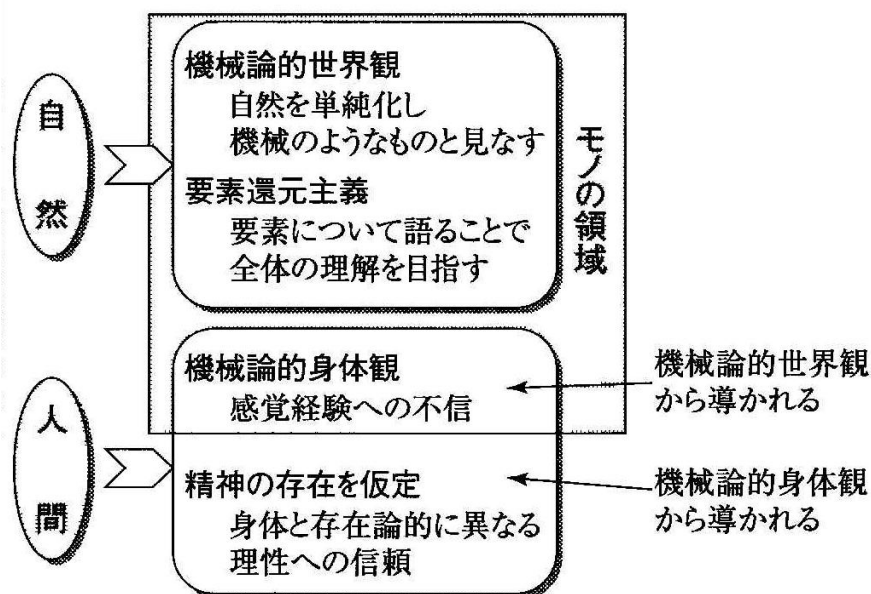 自然
機械論的世界観
自然を単純化し
機械のようなものと見なす
要素還元主義
要素について語ることで
全体の理解を目指す
モノの領域
人間
機械論的身体観
感覚経験への不信
精神の存在を仮定
身体と存在論的に異なる
理性への信頼
機械論的世界観
から導かれる
機械論的身体観
から導かれる